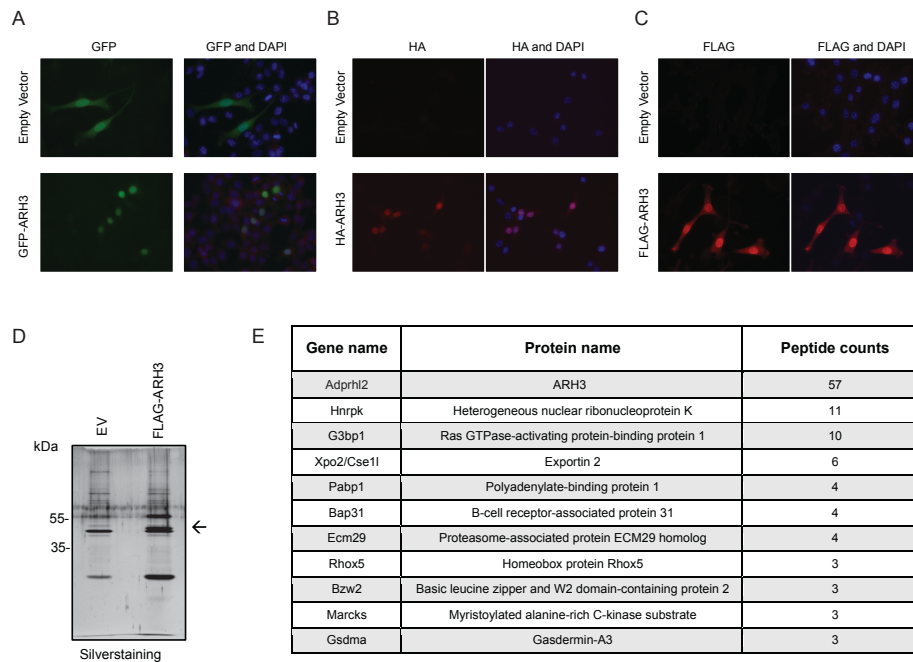 A
GFP
GFP and DAPI
Empty Vector
GFP-ARH3
B
HA
HA and DAPI
Empty Vector
HA-ARH3
C
FLAG
FLAG and DAPI
Empty Vector
FLAG-ARH3
D
EV
FLAG-ARH3
kDa
55-
35-
Silverstaining
E
Gene name Protein name Peptide counts
Adprhl2 ARH3 57
Hnrpk Heterogeneous nuclear ribonucleoprotein K 11
G3bp1 Ras GTPase-activating protein-binding protein 1 10
Xpo2/Cse1l Exportin 2 6
Pabp1 Polyadenylate-binding protein 1 4
Bap31 B-cell receptor-associated protein 31 4
Ecm29 Proteasome-associated protein ECM29 homolog 4
Rhox5 Homeobox protein Rhox5 3
Bzw2 Basic leucine zipper and W2 domain-containing protein 2 3
Marcks Myristoylated alanine-rich C-kinase substrate 3
Gsdma Gasdermin-A3 3